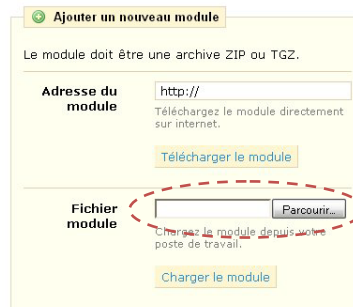 Ajouter un nouveau module
Le module doit être une archive ZIP ou TGZ.
Adresse du module
http://
Téléchargez le module directement
sur internet.
Télécharger le module
Fichier module
Parcourir...
Chargez le module depuis votre
poste de travail.
Charger le module